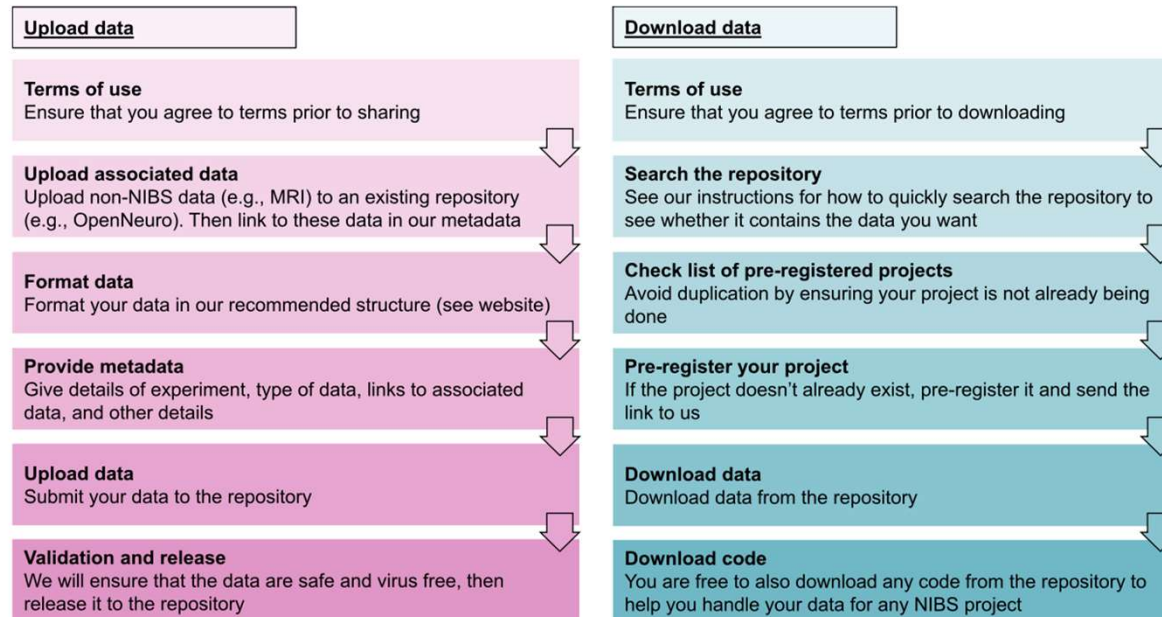 Upload data
Terms of use
Ensure that you agree to terms prior to sharing
Upload associated data
Upload non-NIBS data (e.g., MRI) to an existing repository
(e.g., OpenNeuro). Then link to these data in our metadata
Format data
Format your data in our recommended structure (see website)
Provide metadata
Give details of experiment, type of data, links to associated
data, and other details
Upload data
Submit your data to the repository
Validation and release
We will ensure that the data are safe and virus free, then
release it to the repository
Download data
Terms of use
Ensure that you agree to terms prior to downloading
Search the repository
See our instructions for how to quickly search the repository to
see whether it contains the data you want
Check list of pre-registered projects
Avoid duplication by ensuring your project is not already being
done
Pre-register your project
If the project doesn't already exist, pre-register it and send the
link to us
Download data
Download data from the repository
Download code
You are free to also download any code from the repository to
help you handle your data for any NIBS project